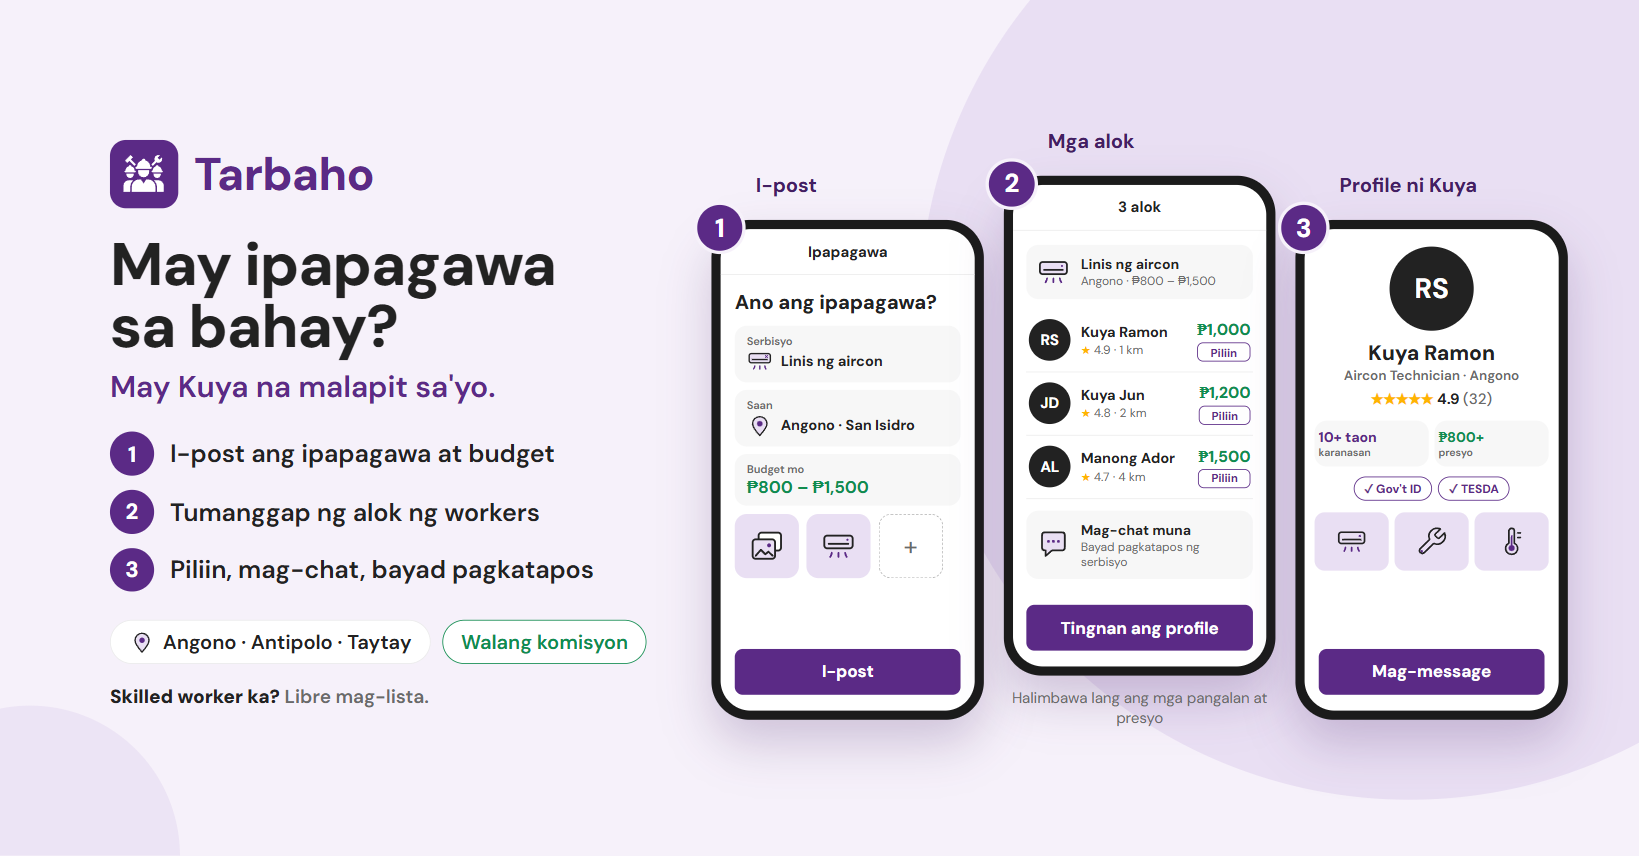 Tarbaho
May ipapagawa
sa bahay?
May Kuya na malapit sa'yo.
1 I-post ang ipapagawa at budget
2 Tumanggap ng alok ng workers
3 Piliin, mag-chat, bayad pagkatapos
Angono · Antipolo · Taytay
Walang komisyon
Skilled worker ka? Libre mag-lista.
I-post
1
Ipapagawa
Ano ang ipapagawa?
Serbisyo
Linis ng aircon
Saan
Angono · San Isidro
Budget mo
₱800 – ₱1,500
+
I-post
Mga alok
2
3 alok
Linis ng aircon
Angono · ₱800 – ₱1,500
RS
Kuya Ramon
★ 4.9 · 1 km
₱1,000
Piliin
JD
Kuya Jun
★ 4.8 · 2 km
₱1,200
Piliin
AL
Manong Ador
★ 4.7 · 4 km
₱1,500
Piliin
Mag-chat muna
Bayad pagkatapos ng
serbisyo
Tingnan ang profile
Halimbawa lang ang mga pangalan at
presyo
Profile ni Kuya
3
RS
Kuya Ramon
Aircon Technician · Angono
★★★★★ 4.9 (32)
10+ taon
karanasan
₱800+
presyo
✓ Gov't ID
✓ TESDA
Mag-message